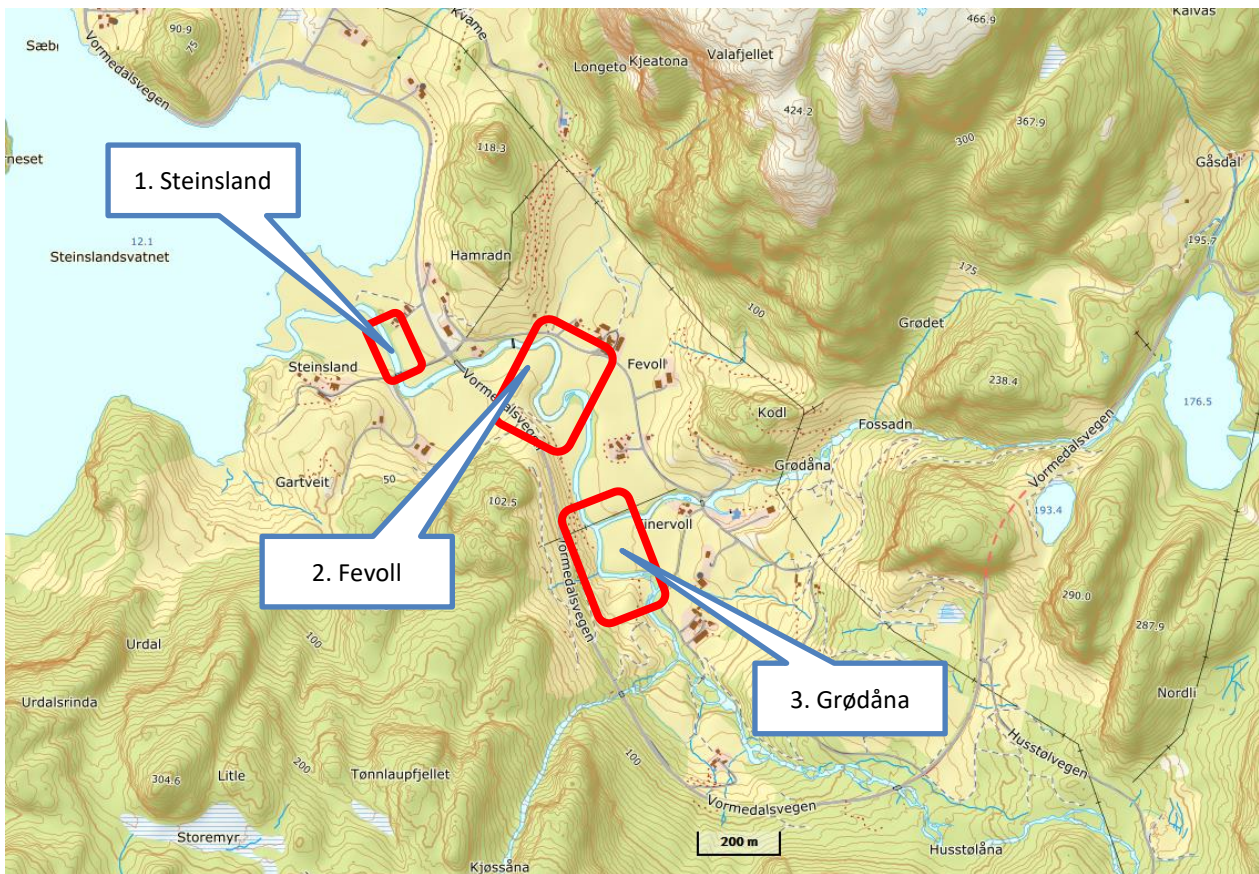 90.9
75
Vormedalsvegen
Kvame
Longeto
Kjeatona
Valafjellet
466.9
Kalvås
424.2
367.9
300
118.3
Gåsdal
1. Steinsland
12.1
Steinslandsvatnet
Hamradn
195.7
175
100
Grødet
Steinsland
Fevoll
Vormedalsvegen
238.4
176.5
Kodl
Fossadn
Vormedalsvegen
Grødåna
Gartveit
50
102.5
193.4
2. Fevoll
Vormedalsvegen
290.0
287.9
Urdal
100
Urdalsrinda
3. Grødåna
Nordli
Husstølvegen
304.6
Litle
200
Tønnlaupfjellet
100
Vormedalsvegen
Storemyr
200 m
Husstølåna
Kjøssåna